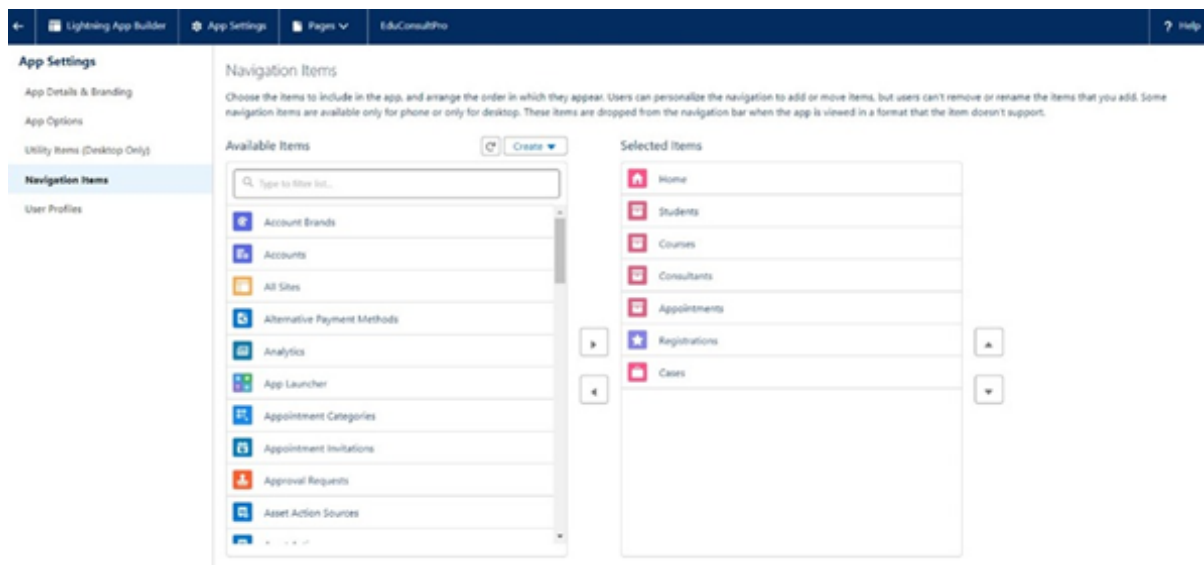 Lightning App Builder
App Settings
Pages
EduConsultPro
? Help
App Settings
App Details & Branding
App Options
Utility Items (Desktop Only)
Navigation Items
User Profiles
Navigation Items
Choose the items to include in the app, and arrange the order in which they appear. Users can personalize the navigation to add or move items, but users can't remove or rename the items that you add. Some
navigation items are available only for phone or only for desktop. These items are dropped from the navigation bar when the app is viewed in a format that the item doesn't support.
Available Items
Create
Type to filter list...
Account Brands
Accounts
All Sites
Alternative Payment Methods
Analytics
App Launcher
Appointment Categories
Appointment Invitations
Approval Requests
Asset Action Sources
Selected Items
Home
Students
Courses
Consultants
Appointments
Registrations
Cases